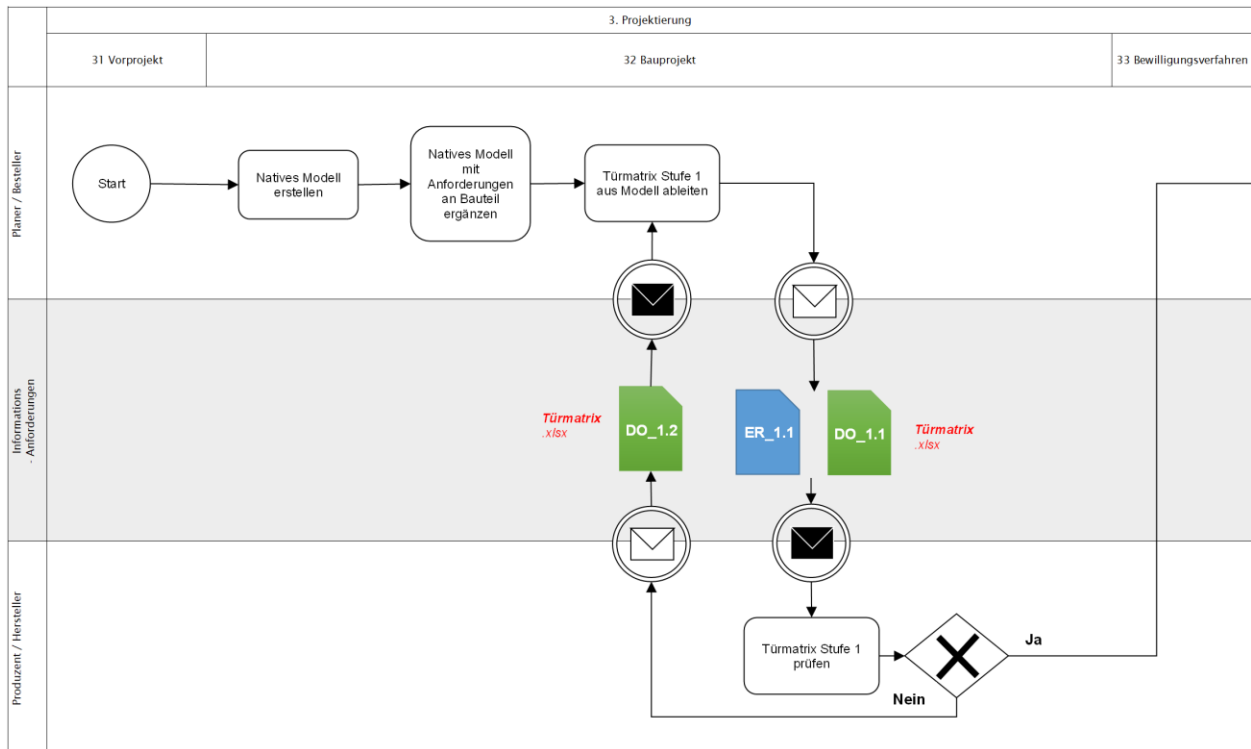 3. Projektierung
31 Vorprojekt
32 Bauprojekt
33 Bewilligungsverfahren
Planer / Besteller
Start
Natives Modell
erstellen
Natives Modell
mit
Anforderungen
an Bauteil
ergänzen
Türmatrix Stufe 1
aus Modell ableiten
Informations
- Anforderungen
Türmatrix
.xlsx
DO_1.2
ER_1.1
DO_1.1
Türmatrix
.xlsx
Produzent / Hersteller
Türmatrix Stufe 1
prüfen
Ja
Nein